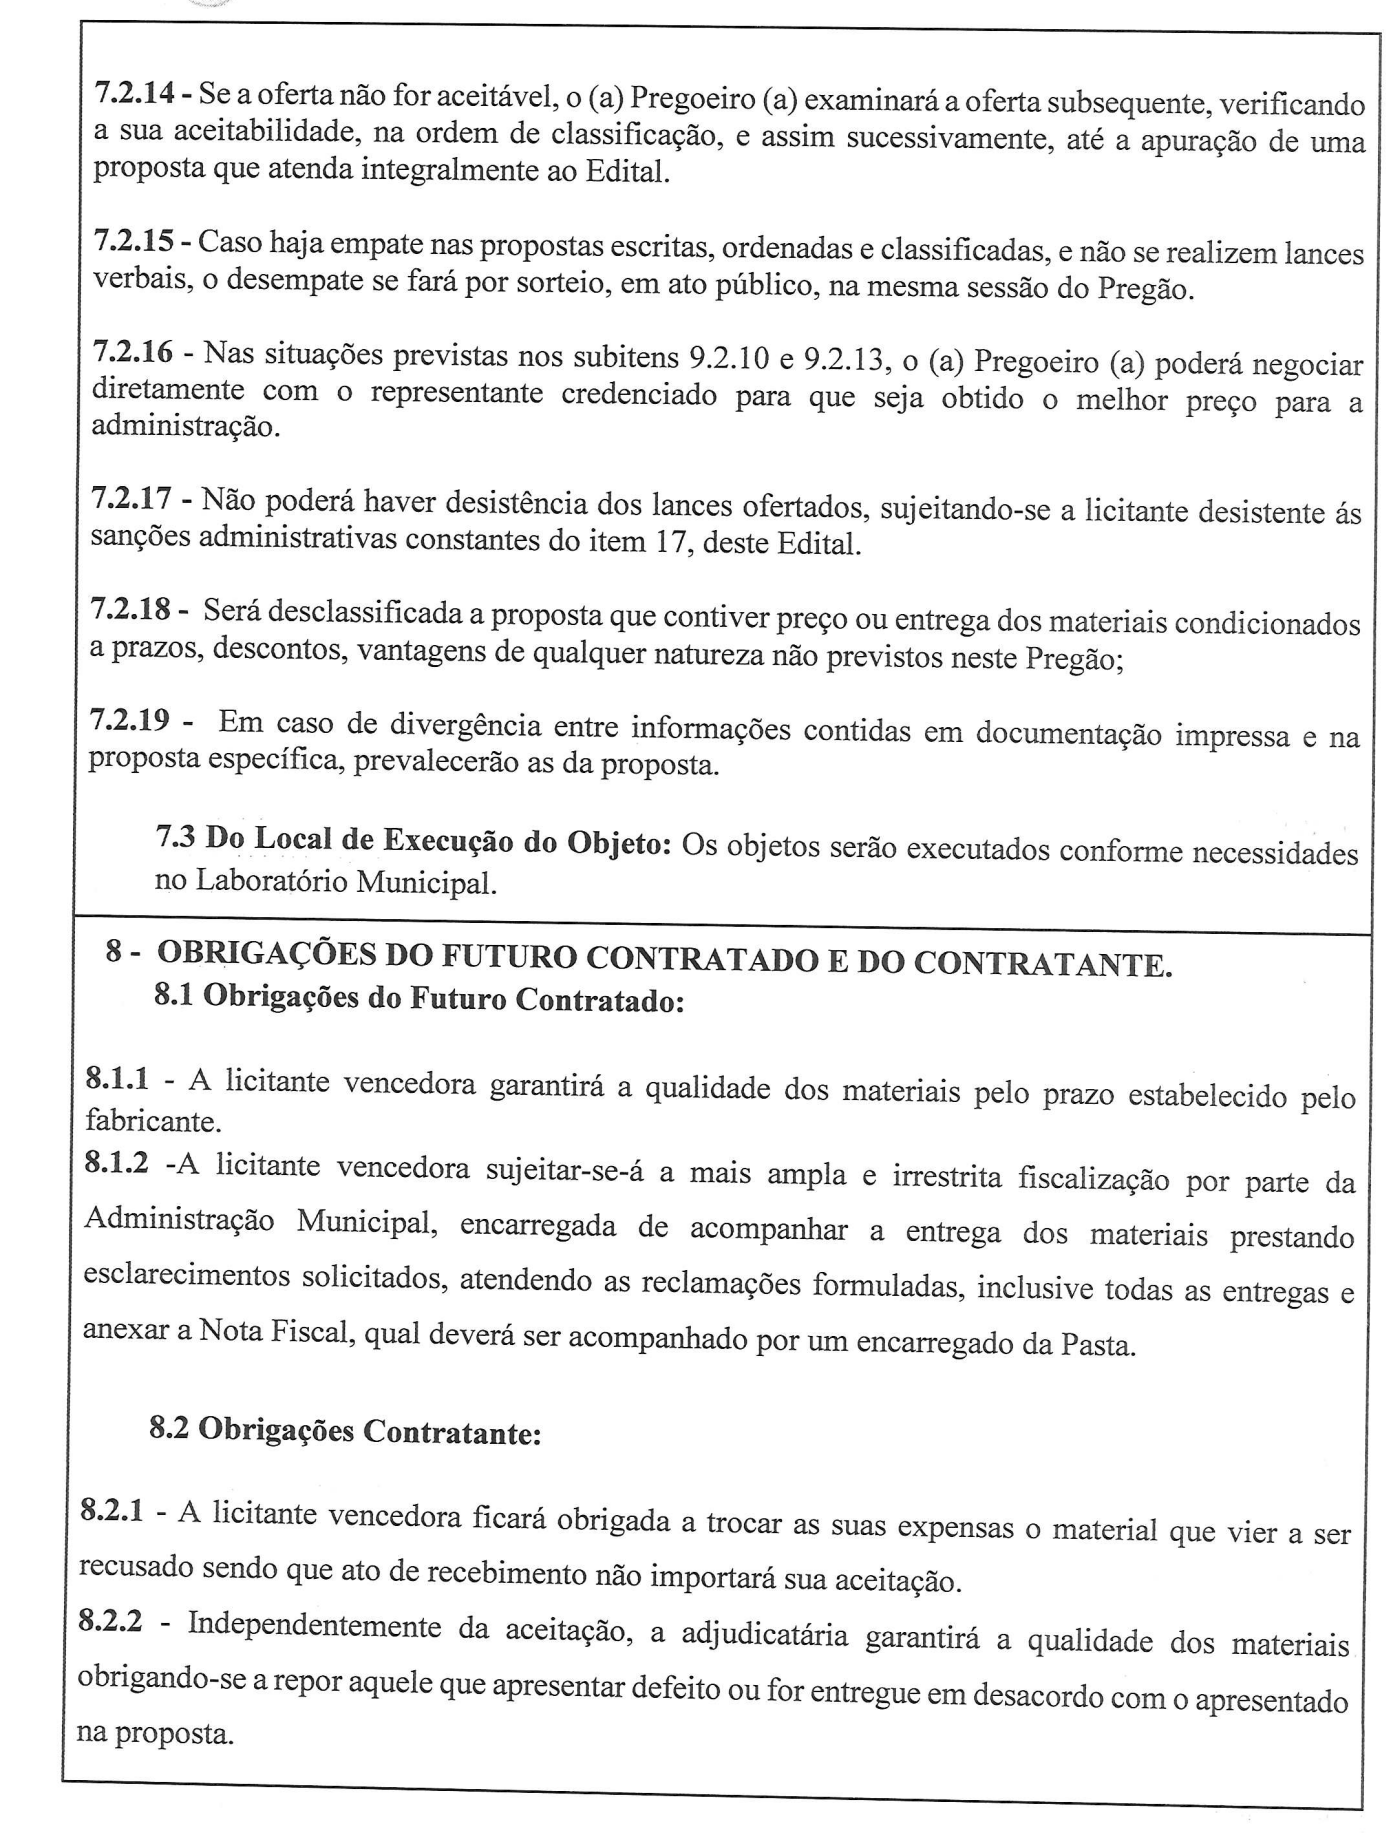 7.2.14 - Se a oferta não for aceitável, o (a) Pregoeiro (a) examinará a oferta subsequente, verificando
a sua aceitabilidade, na ordem de classificação, e assim sucessivamente, até a apuração de uma
proposta que atenda integralmente ao Edital.
7.2.15 - Caso haja empate nas propostas escritas, ordenadas e classificadas, e não se realizem lances
verbais, o desempate se fará por sorteio, em ato público, na mesma sessão do Pregão.
7.2.16 - Nas situações previstas nos subitens 9.2.10 e 9.2.13, o (a) Pregoeiro (a) poderá negociar
diretamente com o representante credenciado para que seja obtido o melhor preço para a
administração.
7.2.17 - Não poderá haver desistência dos lances ofertados, sujeitando-se a licitante desistente ás
sanções administrativas constantes do item 17, deste Edital.
7.2.18 - Será desclassificada a proposta que contiver preço ou entrega dos materiais condicionados
a prazos, descontos, vantagens de qualquer natureza não previstos neste Pregão;
7.2.19 - Em caso de divergência entre informações contidas em documentação impressa e na
proposta específica, prevalecerão as da proposta.
7.3 Do Local de Execução do Objeto: Os objetos serão executados conforme necessidades
no Laboratório Municipal.
8 - OBRIGAÇÕES DO FUTURO CONTRATADO E DO CONTRATANTE.
8.1 Obrigações do Futuro Contratado:
8.1.1 - A licitante vencedora garantirá a qualidade dos materiais pelo prazo estabelecido pelo
fabricante.
8.1.2 -A licitante vencedora sujeitar-se-á a mais ampla e irrestrita fiscalização por parte da
Administração Municipal, encarregada de acompanhar a entrega dos materiais prestando
esclarecimentos solicitados, atendendo as reclamações formuladas, inclusive todas as entregas e
anexar a Nota Fiscal, qual deverá ser acompanhado por um encarregado da Pasta.
8.2 Obrigações Contratante:
8.2.1 - A licitante vencedora ficará obrigada a trocar as suas expensas o material que vier a ser
recusado sendo que ato de recebimento não importará sua aceitação.
8.2.2 - Independentemente da aceitação, a adjudicatária garantirá a qualidade dos materiais
obrigando-se a repor aquele que apresentar defeito ou for entregue em desacordo com o apresentado
na proposta.